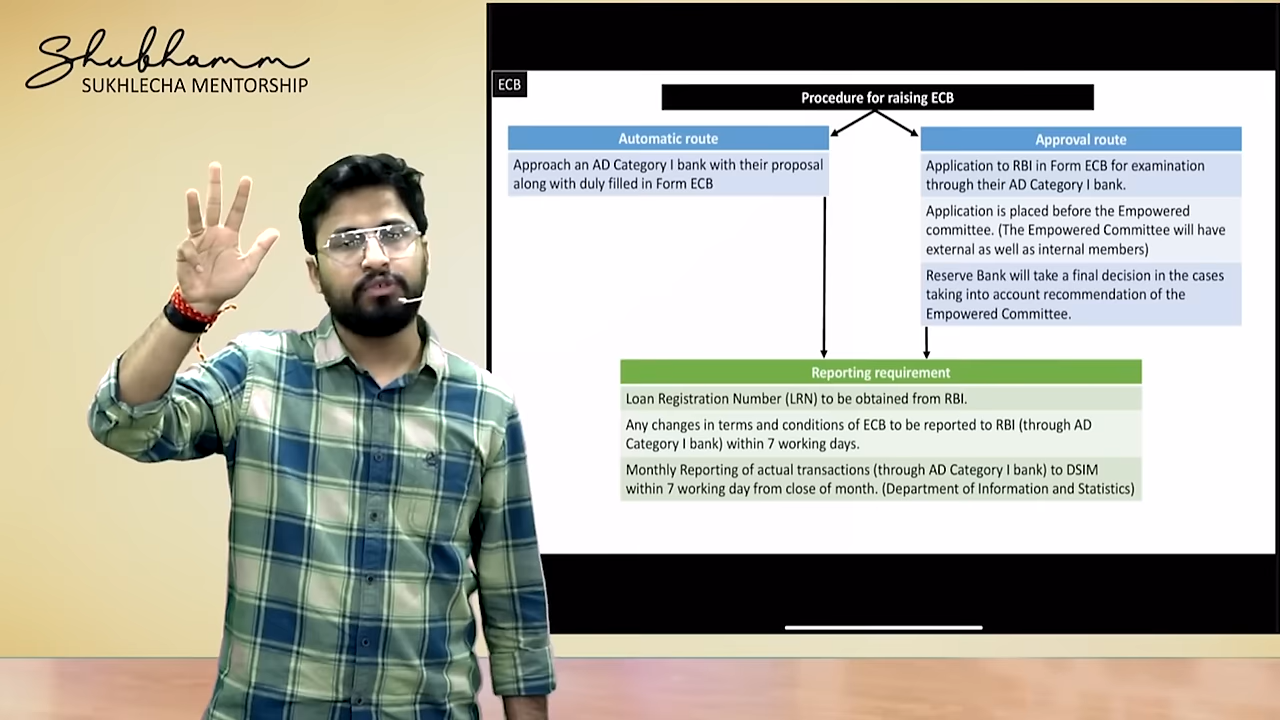 Shubhamm
SUKHLECHA MENTORSHIP
ECB
Procedure for raising ECB
Automatic route
Approach an AD Category I bank with their proposal
along with duly filled in Form ECB
Approval route
Application to RBI in Form ECB for examination
through their AD Category I bank.
Application is placed before the Empowered
committee. (The Empowered Committee will have
external as well as internal members)
Reserve Bank will take a final decision in the cases
taking into account recommendation of the
Empowered Committee.
Reporting requirement
Loan Registration Number (LRN) to be obtained from RBI.
Any changes in terms and conditions of ECB to be reported to RBI (through AD
Category I bank) within 7 working days.
Monthly Reporting of actual transactions (through AD Category I bank) to DSIM
within 7 working day from close of month. (Department of Information and Statistics)